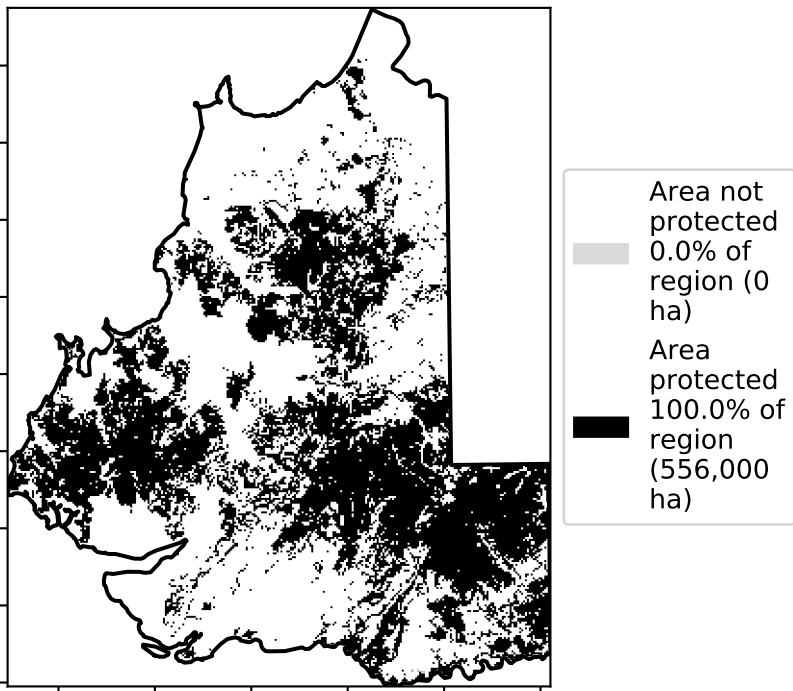 Area not
protected
0.0% of
region (0
ha)
Area
protected
100.0% of
region
(556,000
ha)